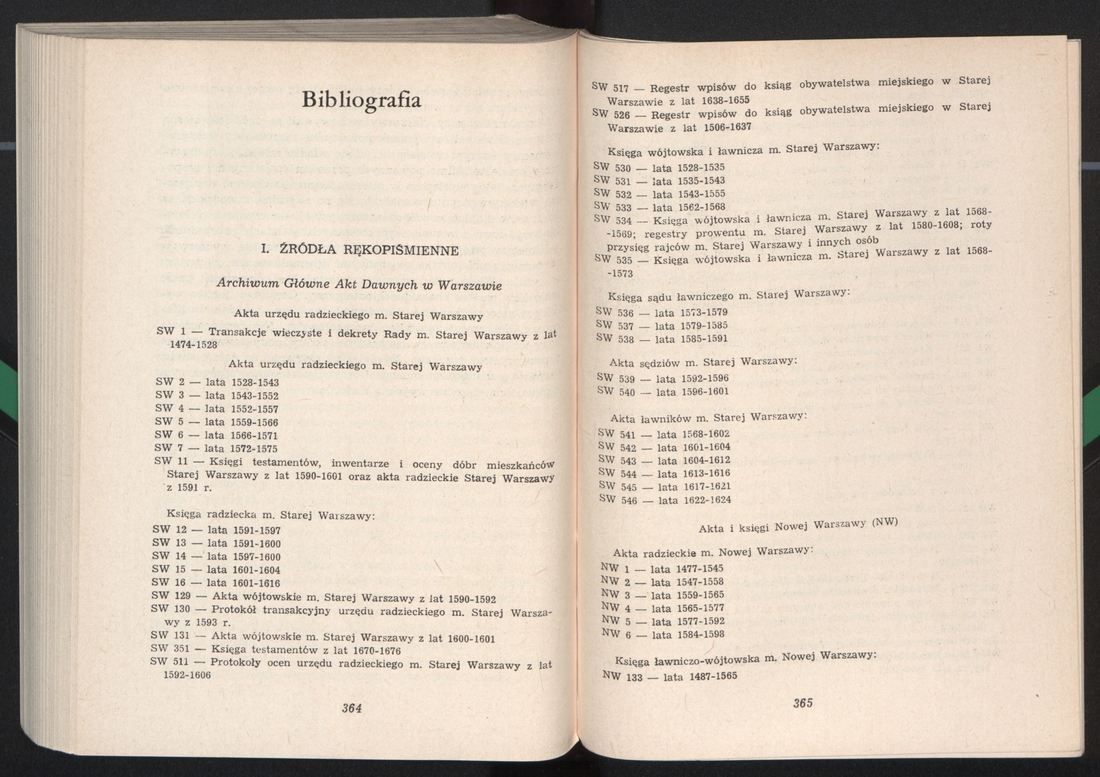 Bibliografia
I. ŹRÓDŁA RĘKOPIŚMIENNE
Archiwum Główne Akt Dawnych w Warszawie
Akta urzędu radzieckiego m. Starej Warszawy
SW 1 — Transakcje wieczyste i dekrety Rady m. Starej Warszawy z lat
1474-1528
Akta urzędu radzieckiego m. Starej Warszawy
SW 2 — lata 1528-1543
SW 3 — lata 1543-1552
SW 4 — lata 1552-1557
SW 5 — lata 1559-1566
SW 6 — lata 1566-1571
SW 7 — lata 1572-1575
SW 11 — Księgi testamentów, inwentarze i oceny dóbr mieszkańców
Starej Warszawy z lat 1590-1601 oraz akta radzieckie Starej Warszawy
z 1591 r.
Księga radziecka m. Starej Warszawy:
SW 12 — lata 1591-1597
SW 13 — lata 1591-1600
SW 14 — lata 1597-1600
SW 15 — lata 1601-1604
SW 16 — lata 1601-1616
SW 129 — Akta wójtowskie m. Starej Warszawy z lat 1590-1592
SW 130 — Protokół transakcyjny urzędu radzieckiego m. Starej Warsza-
wy z 1593 r.
SW 131 — Akta wójtowskie m. Starej Warszawy z lat 1600-1601
SW 351 — Księga testamentów z lat 1670-1676
SW 511 — Protokoły ocen urzędu radzieckiego m. Starej Warszawy z lat
1592-1606
364
SW 517 — Regestr wpisów do ksiąg obywatelstwa miejskiego w Starej
Warszawie z lat 1638-1655
SW 526 — Regestr wpisów do ksiąg obywatelstwa miejskiego w Starej
Warszawie z lat 1506-1637
Księga wójtowska i ławnicza m. Starej Warszawy:
SW 530 — lata 1528-1535
SW 531 — lata 1535-1543
SW 532 — lata 1543-1555
SW 533 — lata 1562-1568
SW 534 — Księga wójtowska i ławnicza m. Starej Warszawy z lat 1568-
-1569; regestry prowentu m. Starej Warszawy z lat 1580-1608; roty
przysięg rajców m. Starej Warszawy i innych osób
SW 535 — Księga wójtowska i ławnicza m. Starej Warszawy z lat 1568-
-1573
Księga sądu ławniczego m. Starej Warszawy:
SW 536 — lata 1573-1579
SW 537 — lata 1579-1585
SW 538 — lata 1585-1591
Akta sędziów m. Starej Warszawy:
SW 539 — lata 1592-1596
SW 540 — lata 1596-1601
Akta ławników m. Starej Warszawy:
SW 541 — lata 1568-1602
SW 542 — lata 1601-1604
SW 543 — lata 1604-1612
SW 544 — lata 1613-1616
SW 545 — lata 1617-1621
SW 546 — lata 1622-1624
Akta i księgi Nowej Warszawy (NW)
Akta radzieckie m. Nowej Warszawy:
NW 1 — lata 1477-1545
NW 2 — lata 1547-1558
NW 3 — lata 1559-1565
NW 4 — lata 1565-1577
NW 5 — lata 1577-1592
NW 6 — lata 1584-1598
Księga ławniczo-wójtowska m. Nowej Warszawy:
NW 133 — lata 1487-1565
365